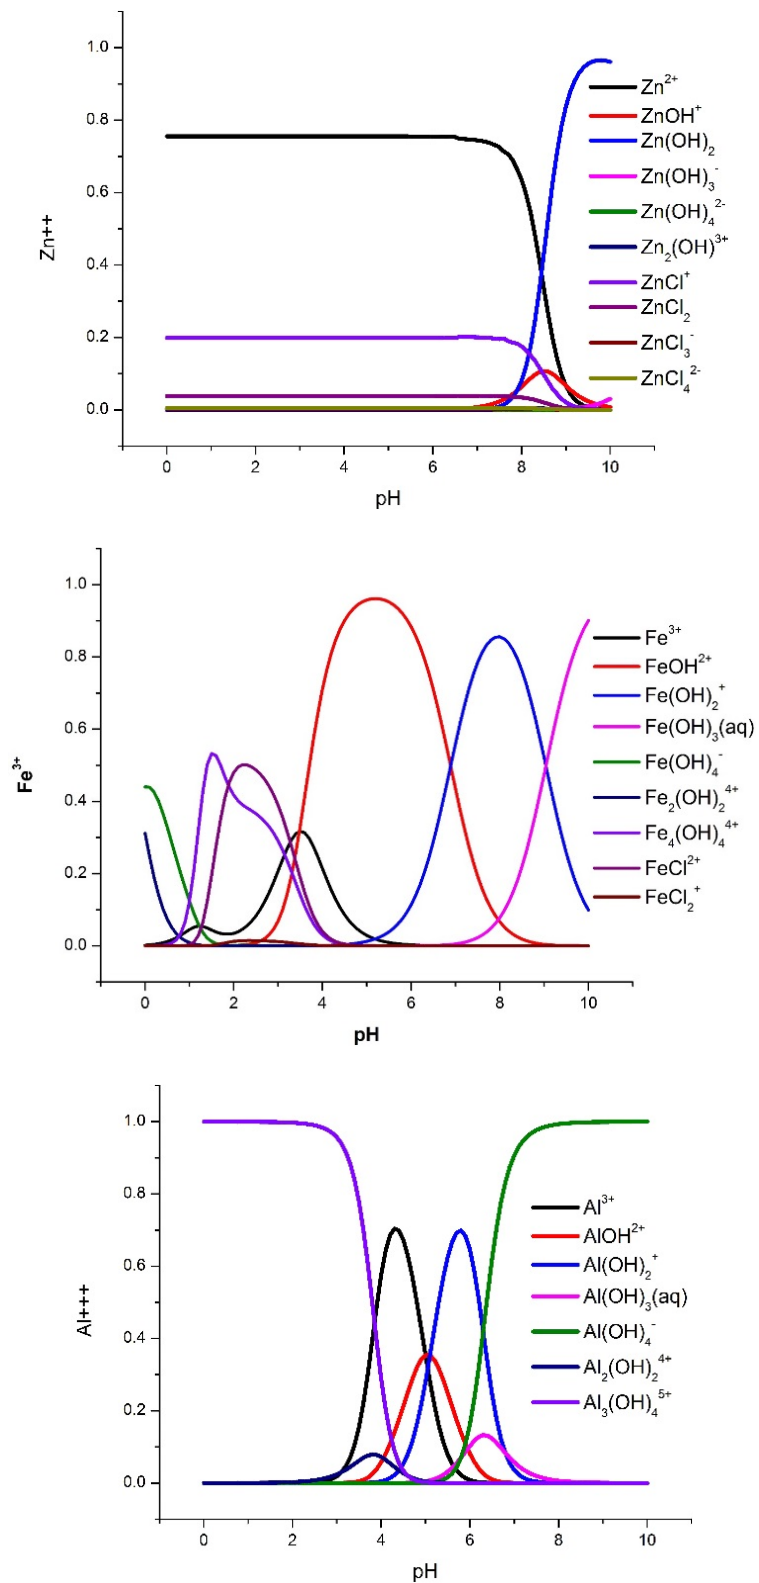 1.0
0.8
0.6
0.4
0.2
0.0
Zn++
0 2 4 6 8 10
pH
Zn²⁺
ZnOH⁺
Zn(OH)₂
Zn(OH)₃⁻
Zn(OH)₄²⁻
Zn₂(OH)³⁺
ZnCl⁺
ZnCl₂
ZnCl₃⁻
ZnCl₄²⁻
1.0
0.8
0.6
0.4
0.2
0.0
Fe³⁺
0 2 4 6 8 10
pH
Fe³⁺
FeOH²⁺
Fe(OH)₂⁺
Fe(OH)₃(aq)
Fe(OH)₄⁻
Fe₂(OH)₂⁴⁺
Fe₄(OH)₄⁴⁺
FeCl²⁺
FeCl₂⁺
1.0
0.8
0.6
0.4
0.2
0.0
Al+++
0 2 4 6 8 10
pH
Al³⁺
AlOH²⁺
Al(OH)₂⁺
Al(OH)₃(aq)
Al(OH)₄⁻
Al₂(OH)₂⁴⁺
Al₃(OH)₄⁵⁺